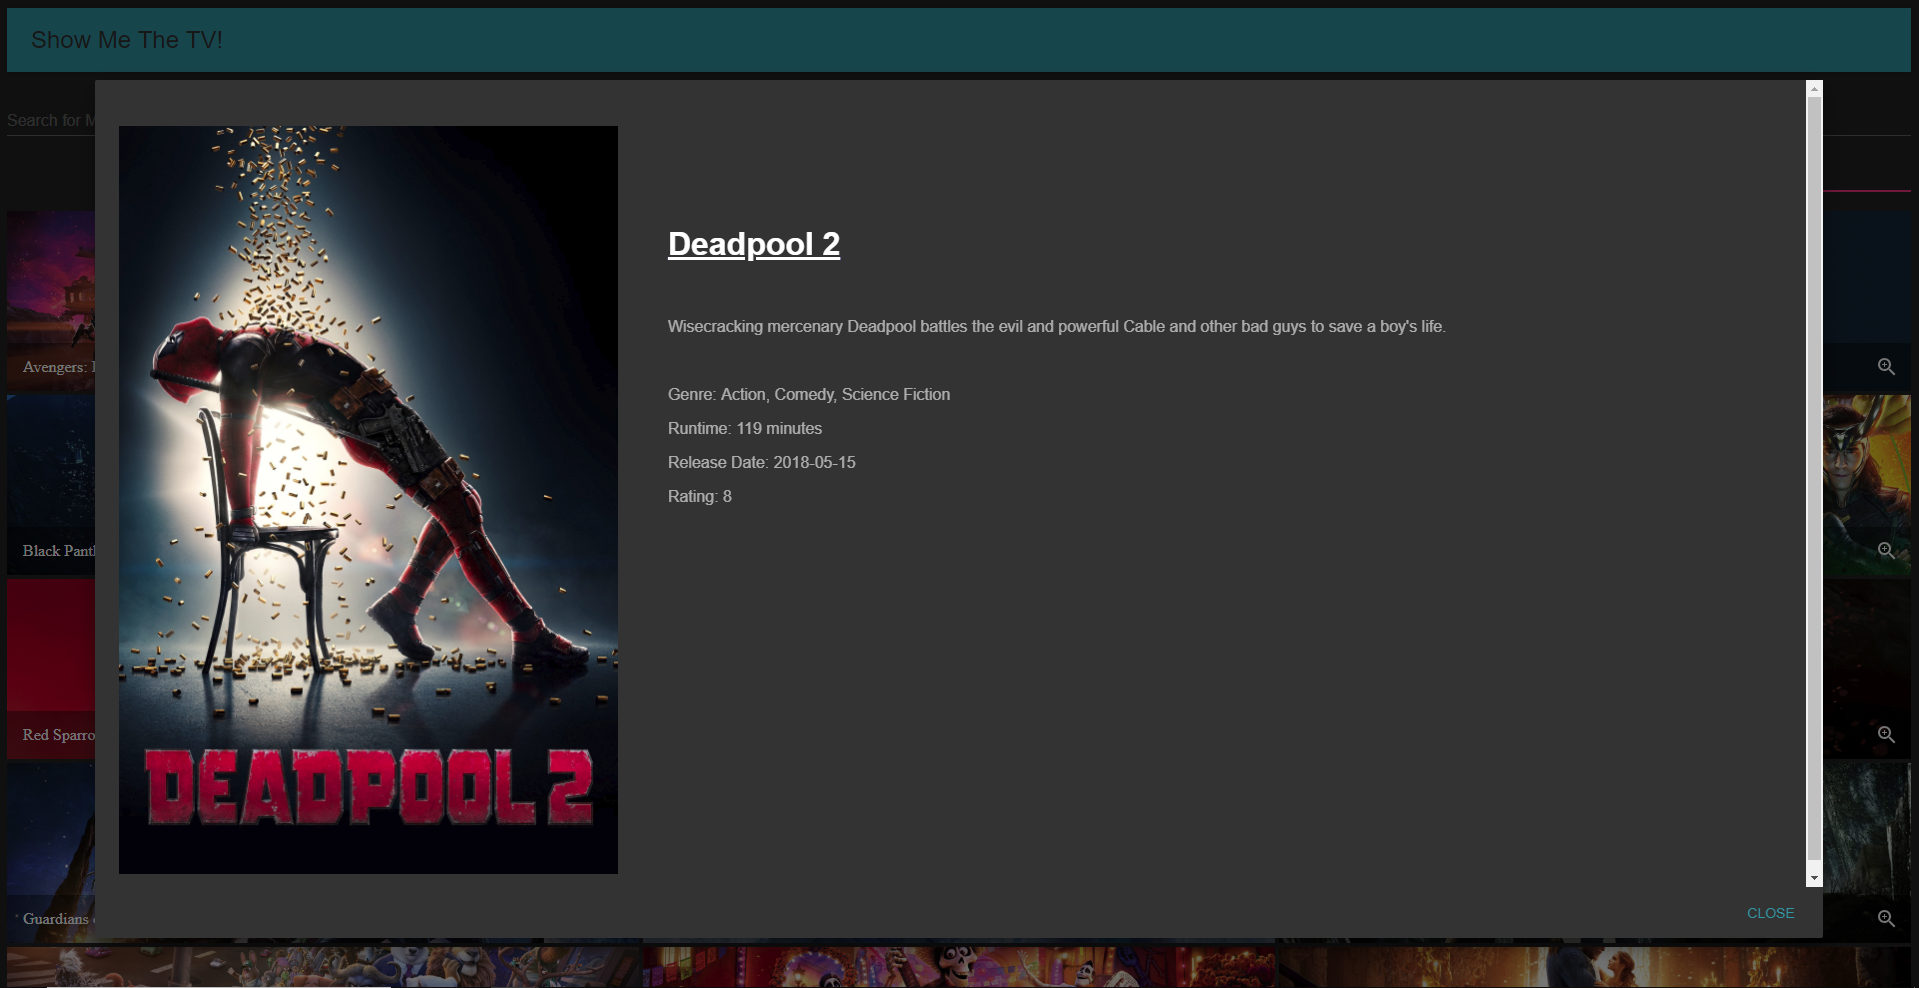 Show Me The TV!
Search for M
Deadpool 2
Wisecracking mercenary Deadpool battles the evil and powerful Cable and other bad guys to save a boy's life.
Genre: Action, Comedy, Science Fiction
Runtime: 119 minutes
Release Date: 2018-05-15
Rating: 8
DEADPOOL 2
Avengers:
Black Pant
Red Sparro
Guardians
CLOSE